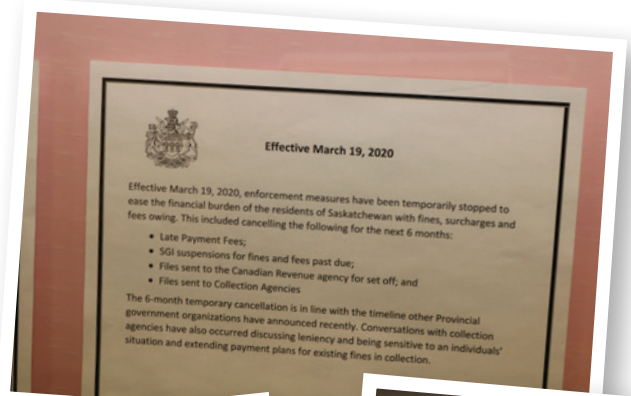 Effective March 19, 2020
Effective March 19, 2020, enforcement measures have been temporarily stopped to
ease the financial burden of the residents of Saskatchewan with fines, surcharges and
fees owing. This included cancelling the following for the next 6 months:
• Late Payment Fees;
• SGI suspensions for fines and fees past due;
• Files sent to the Canadian Revenue agency for set off; and
• Files sent to Collection Agencies
The 6-month temporary cancellation is in line with the timeline other Provincial
government organizations have announced recently. Conversations with collection
agencies have also occurred discussing leniency and being sensitive to an individuals'
situation and extending payment plans for existing fines in collection.